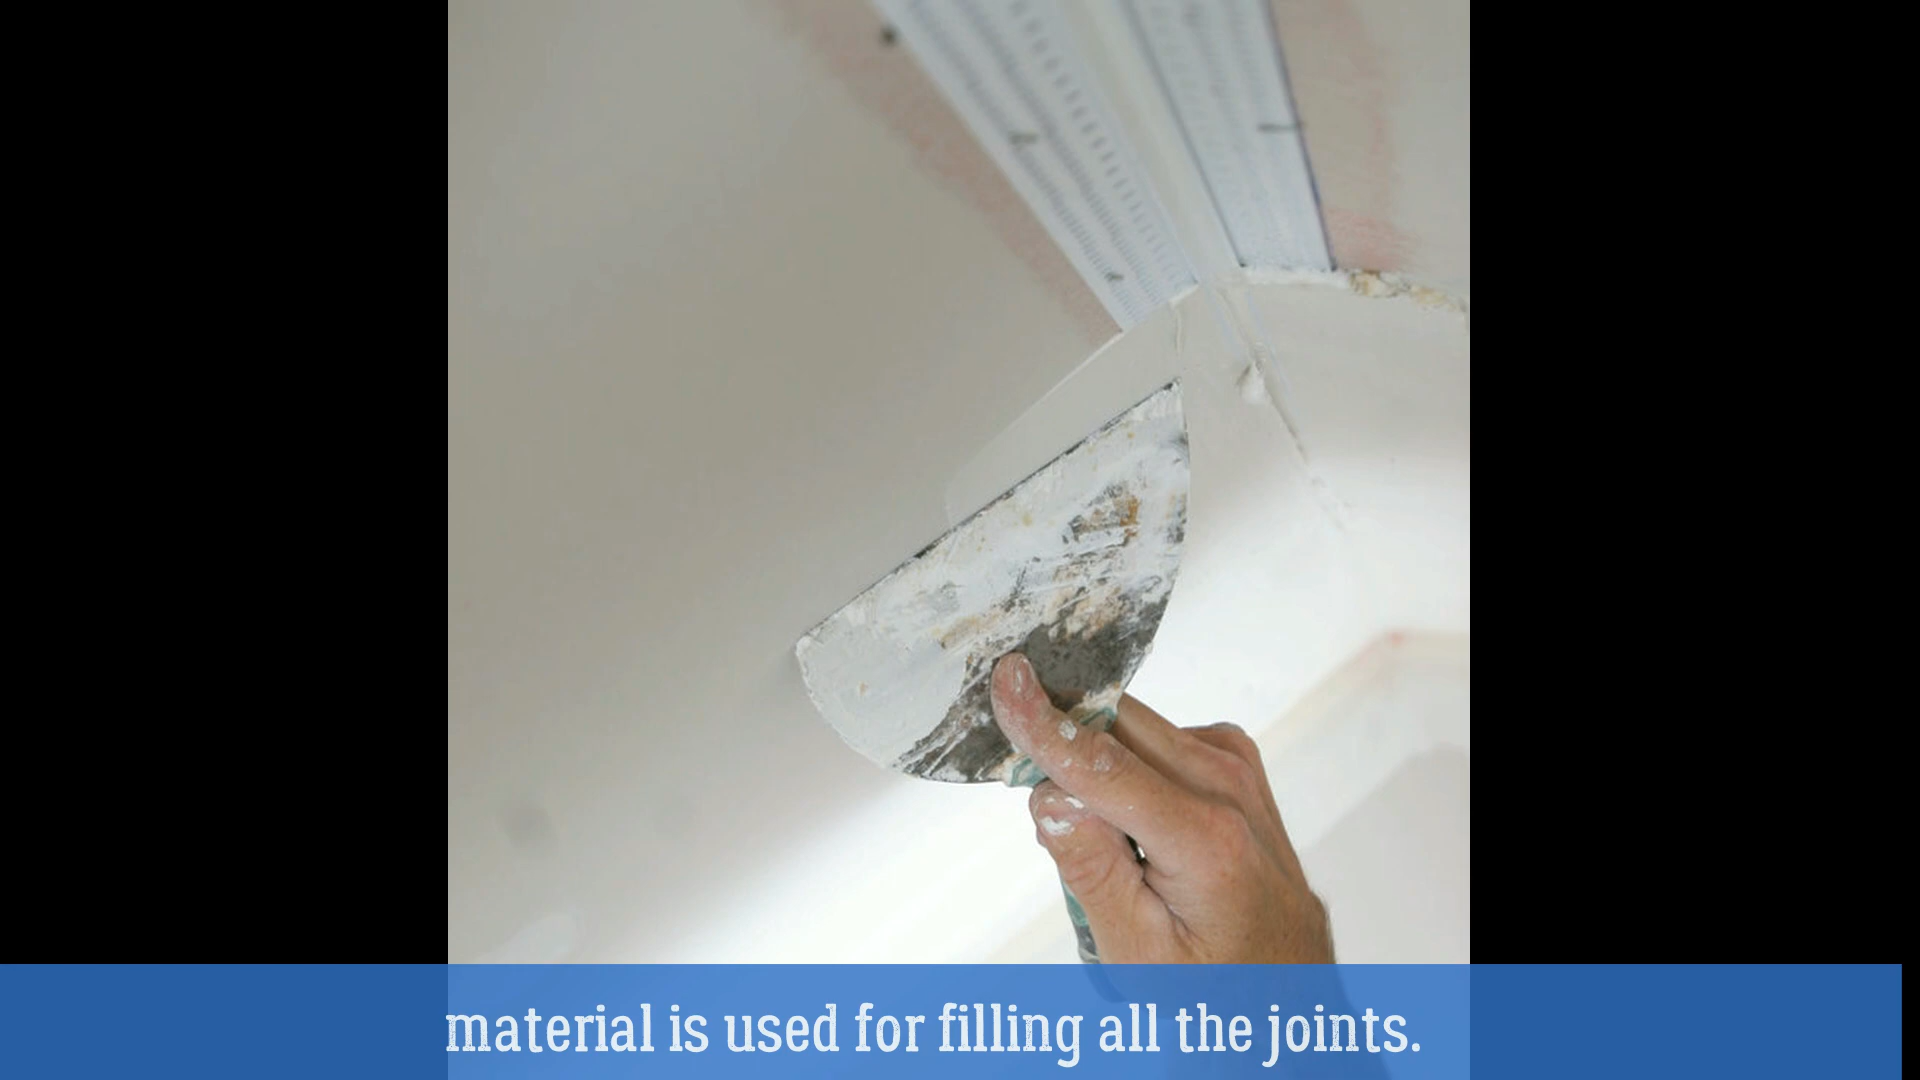 material is used for filling all the joints.